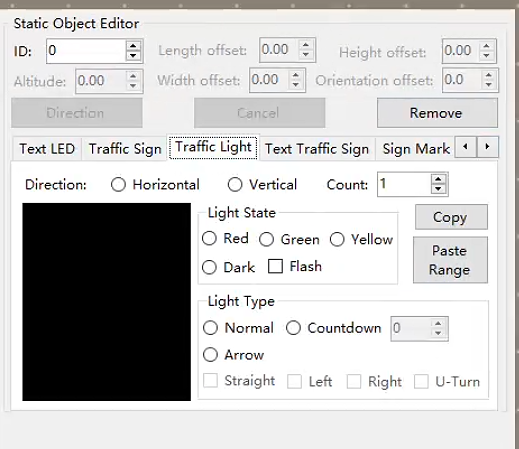 Static Object Editor
ID: 0 Length offset: 0.00 Height offset: 0.00
Altitude: 0.00 Width offset: 0.00 Orientation offset: 0.0
Direction Cancel Remove
Text LED Traffic Sign Traffic Light Text Traffic Sign Sign Mark
Direction: Horizontal Vertical Count: 1
Light State Copy
Red Green Yellow
Paste Range
Dark Flash
Light Type
Normal Countdown 0
Arrow
Straight Left Right U-Turn